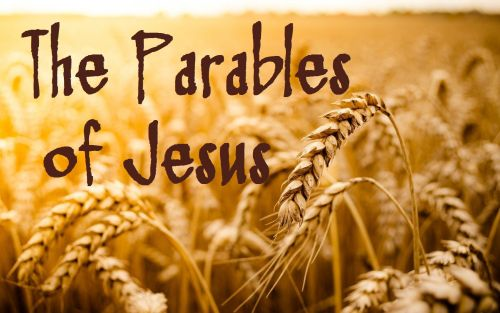 The Parables
of Jesus